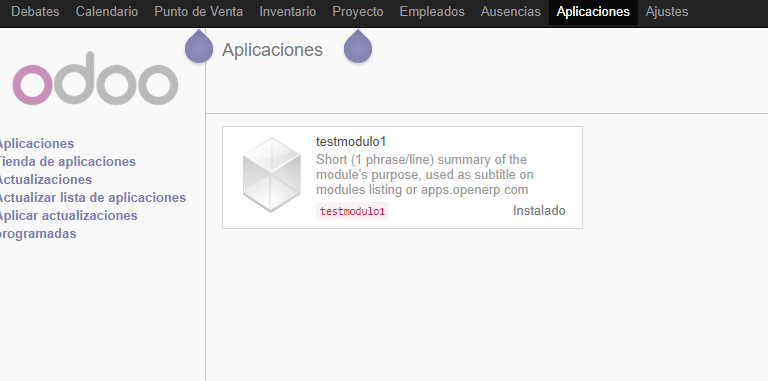 Debates Calendario Punto de Venta Inventario Proyecto Empleados Ausencias Aplicaciones Ajustes
Aplicaciones
odoo
Aplicaciones
Tienda de aplicaciones
Actualizaciones
Actualizar lista de aplicaciones
Aplicar actualizaciones
programadas
testmodulo1
Short (1 phrase/line) summary of the
module's purpose, used as subtitle on
modules listing or apps.openerp.com
testmodulo1 Instalado